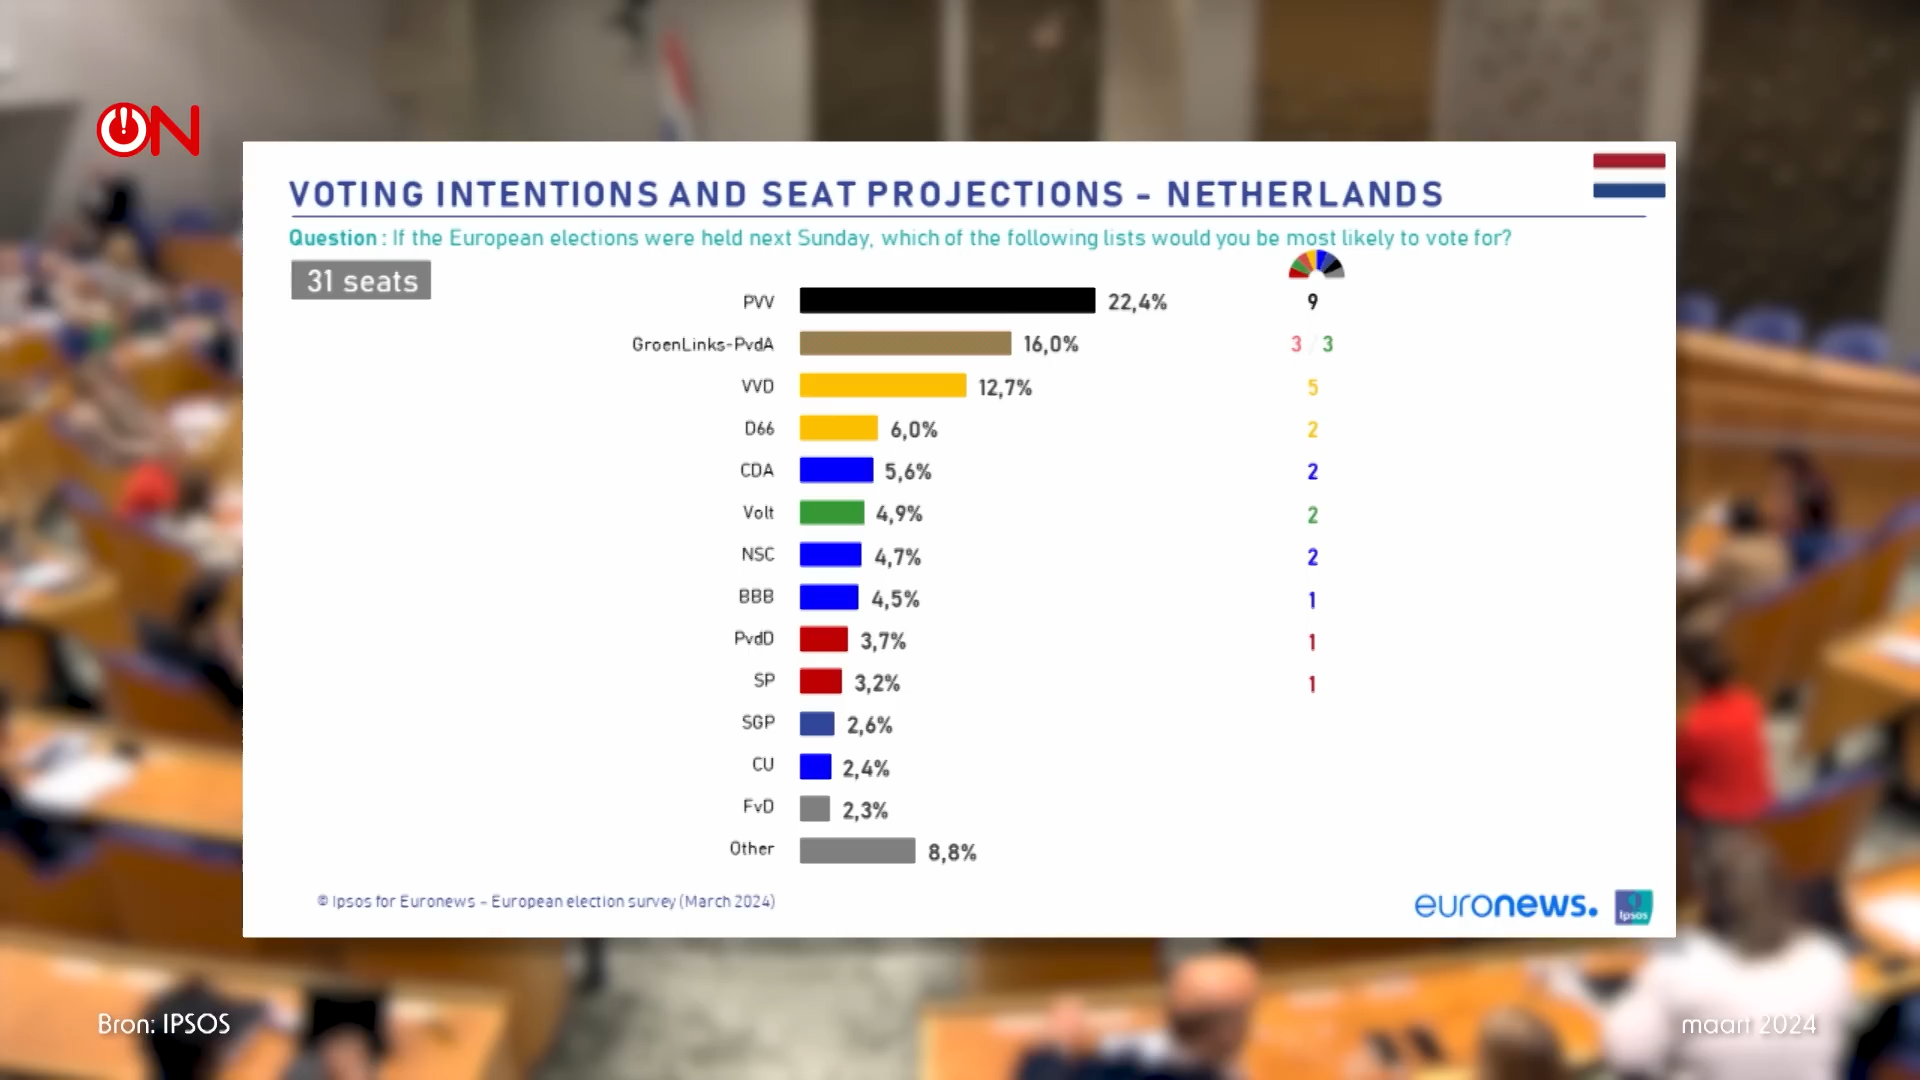 ON
VOTING INTENTIONS AND SEAT PROJECTIONS - NETHERLANDS
Question : If the European elections were held next Sunday, which of the following lists would you be most likely to vote for?
31 seats
PVV 22,4% 9
GroenLinks-PvdA 16,0% 3 / 3
VVD 12,7% 5
D66 6,0% 2
CDA 5,6% 2
Volt 4,9% 2
NSC 4,7% 2
BBB 4,5% 1
PvdD 3,7% 1
SP 3,2% 1
SGP 2,6%
CU 2,4%
FvD 2,3%
Other 8,8%
© Ipsos for Euronews - European election survey (March 2024)
euronews.
Ipsos
Bron: IPSOS
maart 2024